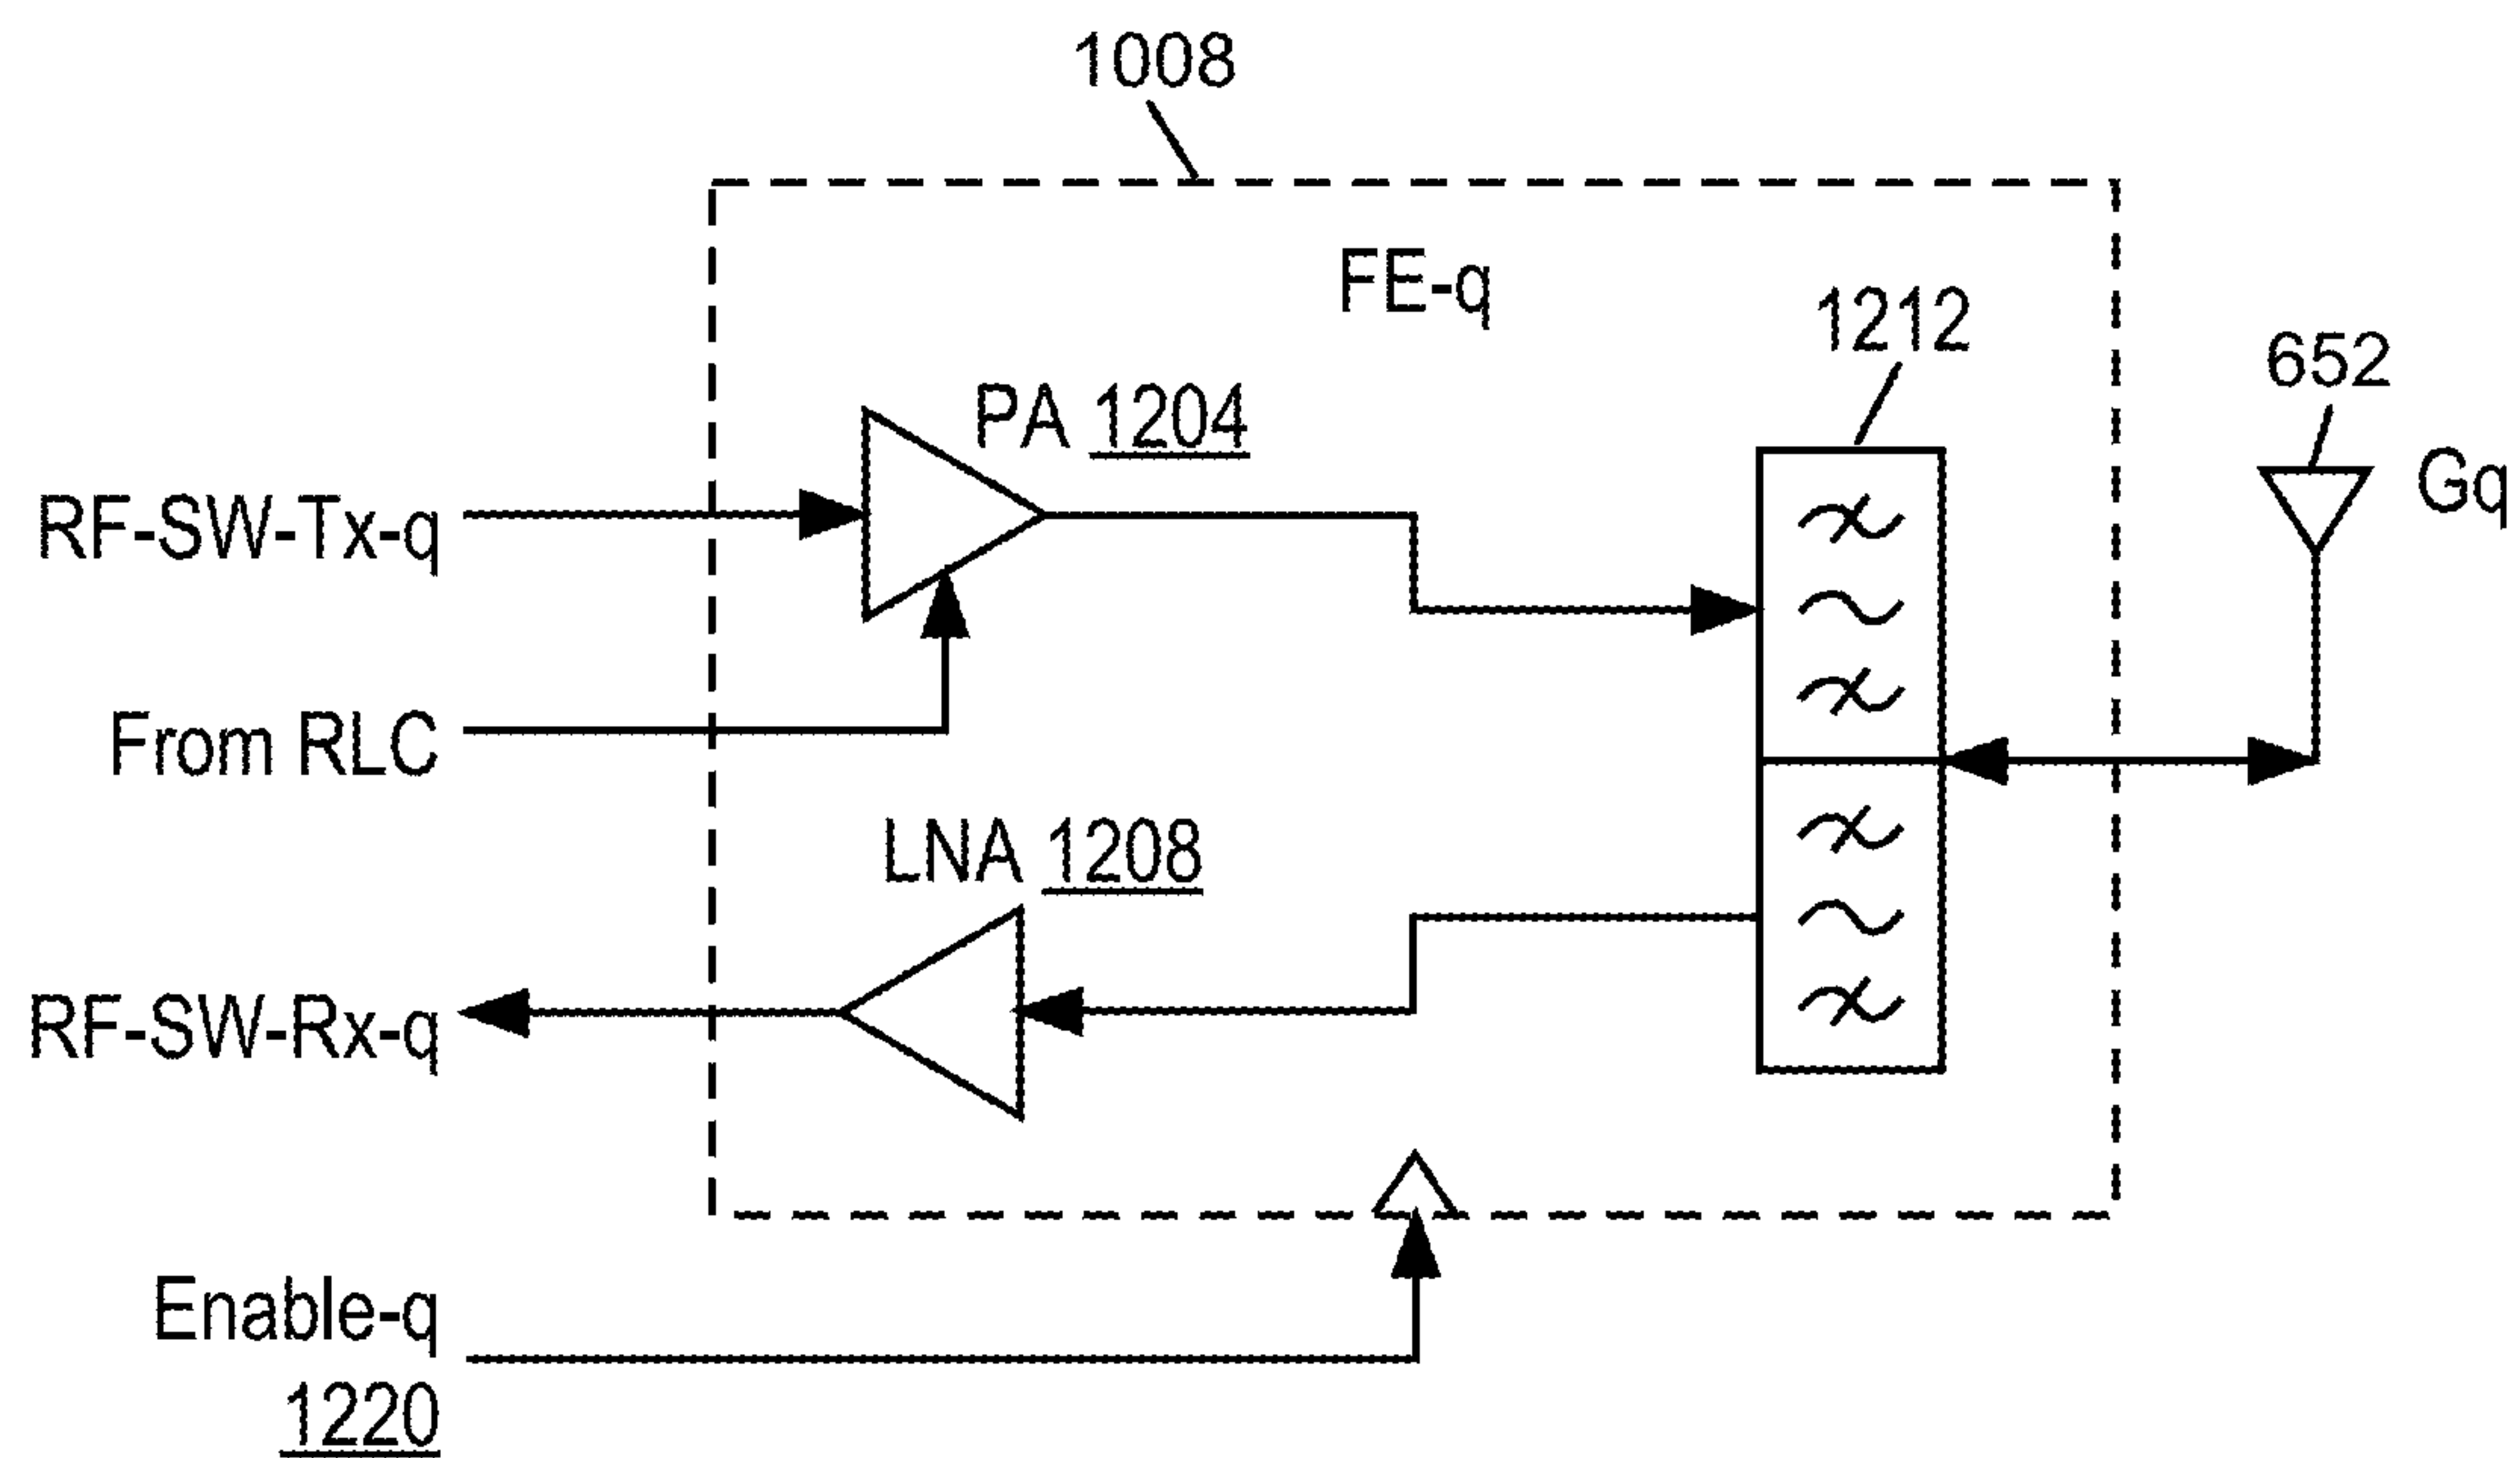 1008
FE-q
1212
652
Gq
PA 1204
RF-SW-Tx-q
From RLC
LNA 1208
RF-SW-Rx-q
Enable-q
1220